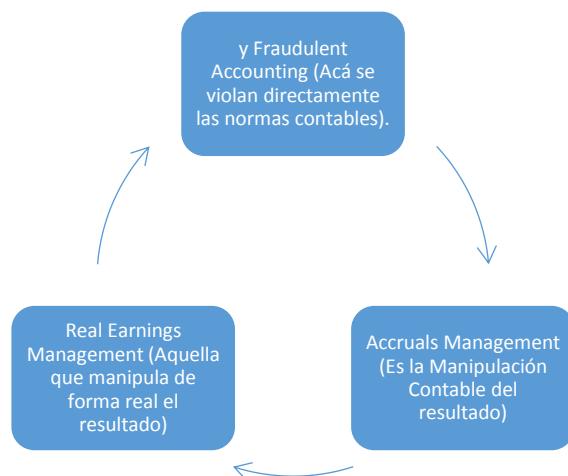 y Fraudulent
Accounting (Acá se
violan directamente
las normas contables).
Real Earnings
Management (Aquella
que manipula de
forma real el
resultado)
Accruals Management
(Es la Manipulación
Contable del
resultado)